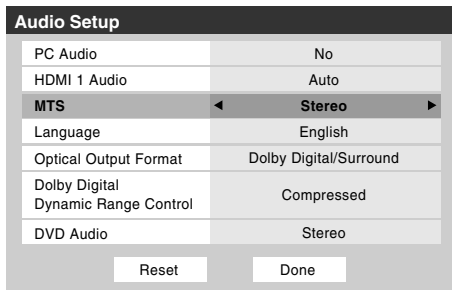 Audio Setup
PC Audio No
HDMI 1 Audio Auto
MTS ◀ Stereo ▶
Language English
Optical Output Format Dolby Digital/Surround
Dolby Digital
Dynamic Range Control Compressed
DVD Audio Stereo
Reset Done